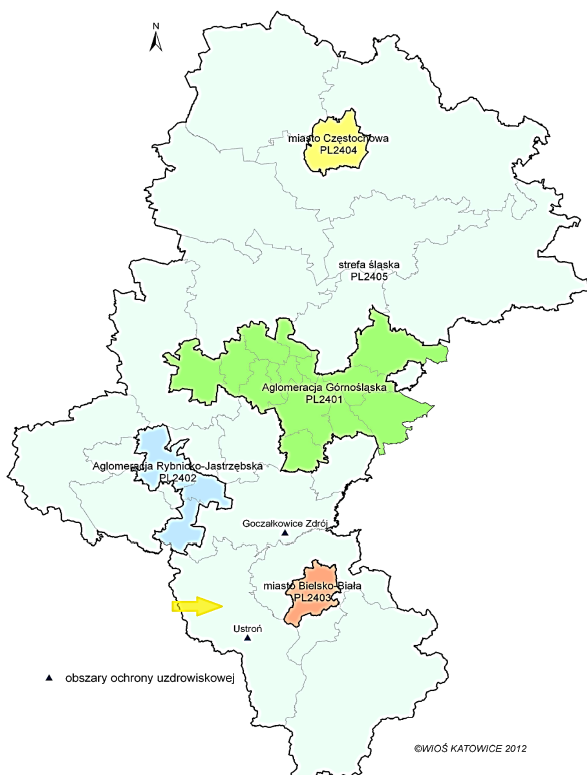 N
miasto Częstochowa
PL2404
strefa śląska
PL2405
Aglomeracja Górnośląska
PL2401
Aglomeracja Rybnicko-Jastrzębska
PL2402
Goczałkowice Zdrój
miasto Bielsko-Biała
PL2403
Ustroń
obszary ochrony uzdrowiskowej
©WIOŚ KATOWICE 2012